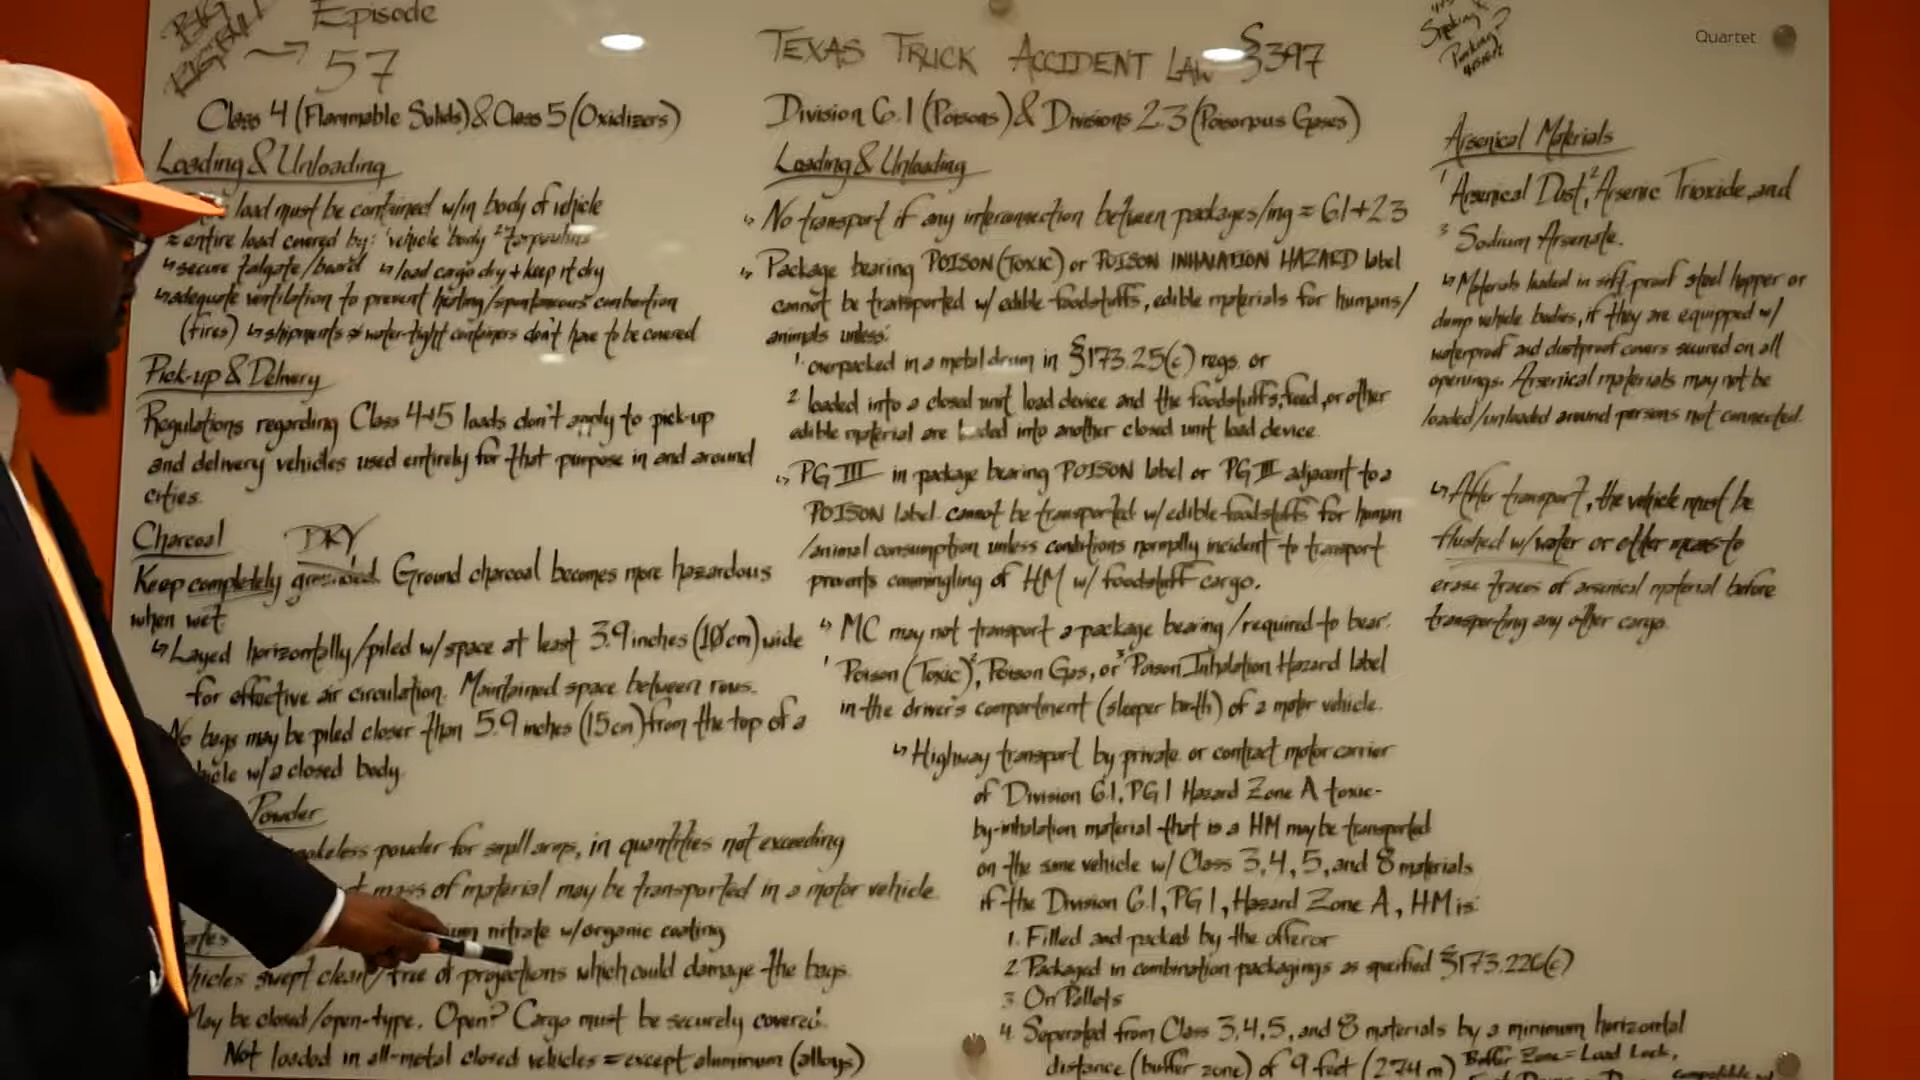 BIG
Episode
57
Class 4 (Flammable Solids) & Class 5 (Oxidizers)
Loading & Unloading
load must be contained w/in body of vehicle
= entire load covered by: 1 vehicle body 2 tarpaulins
↳ secure tailgate/board ↳ load cargo dry + keep it dry
↳ adequate ventilation to prevent heating/spontaneous combustion
(fires) ↳ shipments water-tight containers don't have to be covered
Pick-up & Delivery
Regulations regarding Class 4+5 loads don't apply to pick-up
and delivery vehicles used entirely for that purpose in and around
cities.
Charcoal
DRY
Keep completely grounded. Ground charcoal becomes more hazardous
when wet.
↳ Layed horizontally/piled w/space at least 3.9 inches (10cm) wide
for effective air circulation. Maintained space between rows.
No bags may be piled closer than 5.9 inches (15cm) from the top of a
w/a closed body.
Powder
powder for small arms, in quantities not exceeding
mass of material may be transported in a motor vehicle.
nitrate w/organic coating
swept clean/free of projections which could damage the bags.
May be closed/open-type. Open? Cargo must be securely covered.
Not loaded in all-metal closed vehicles = except aluminum (alloys)
TEXAS TRUCK ACCIDENT LAW §397
Division 6.1 (Poisons) & Divisions 2.3 (Poisonous Gases)
Loading & Unloading
↳ No transport if any interconnection between packages/ing = 6.1+2.3
↳ Package bearing POISON (TOXIC) or POISON INHALATION HAZARD label
cannot be transported w/ edible foodstuffs, edible materials for humans/
animals unless:
1. overpacked in a metal drum in §173.25(c) regs. or
2 loaded into a closed unit load device and the foodstuffs, feed, or other
edible material are loaded into another closed unit load device.
↳ PG III in package bearing POISON label or PG III adjacent to a
POISON label cannot be transported w/edible foodstuffs for human
/animal consumption unless conditions normally incident to transport
prevents commingling of HM w/ foodstuff cargo.
↳ MC may not transport a package bearing/required to bear:
1 Poison (Toxic), 2 Poison Gas, or 3 Poison Inhalation Hazard label
in the driver's compartment (sleeper birth) of a motor vehicle.
↳ Highway transport by private or contract motor carrier
of Division 6.1, PG I Hazard Zone A toxic-
by-inhalation material that is a HM may be transported
on the same vehicle w/ Class 3, 4, 5, and 8 materials
if the Division 6.1, PG I, Hazard Zone A, HM is:
1. Filled and packed by the offeror
2. Packaged in combination packagings as specified §173.226(c)
3. On Pallets
4. Seperated from Class 3, 4, 5, and 8 materials by a minimum horizontal
distance (buffer zone) of 9 feet (2.74 m) Buffer Zone = Load Lock,
Smoking?
Parking?
Quartet
Arsenical Materials
1 Arsenical Dust, 2 Arsenic Trioxide, and
3 Sodium Arsenate.
↳ Materials loaded in sift-proof steel hopper or
dump vehicle bodies, if they are equipped w/
waterproof and dustproof covers secured on all
openings. Arsenical materials may not be
loaded/unloaded around persons not connected.
↳ After transport, the vehicle must be
flushed w/water or other means to
erase traces of arsenical material before
transporting any other cargo.